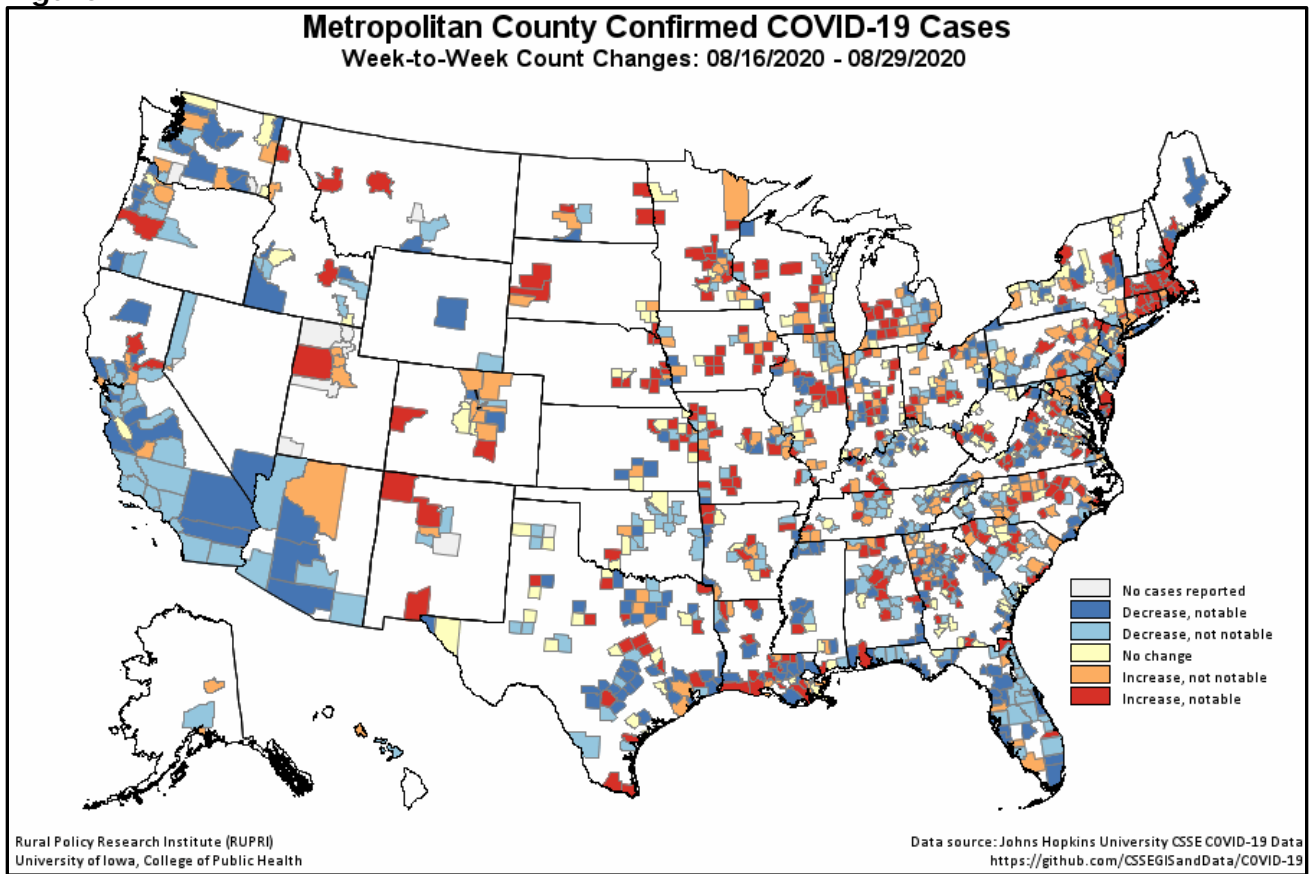 Metropolitan County Confirmed COVID-19 Cases
Week-to-Week Count Changes: 08/16/2020 - 08/29/2020
No cases reported
Decrease, notable
Decrease, not notable
No change
Increase, not notable
Increase, notable
Rural Policy Research Institute (RUPRI)
University of Iowa, College of Public Health
Data source: Johns Hopkins University CSSE COVID-19 Data
https://github.com/CSSEGISandData/COVID-19